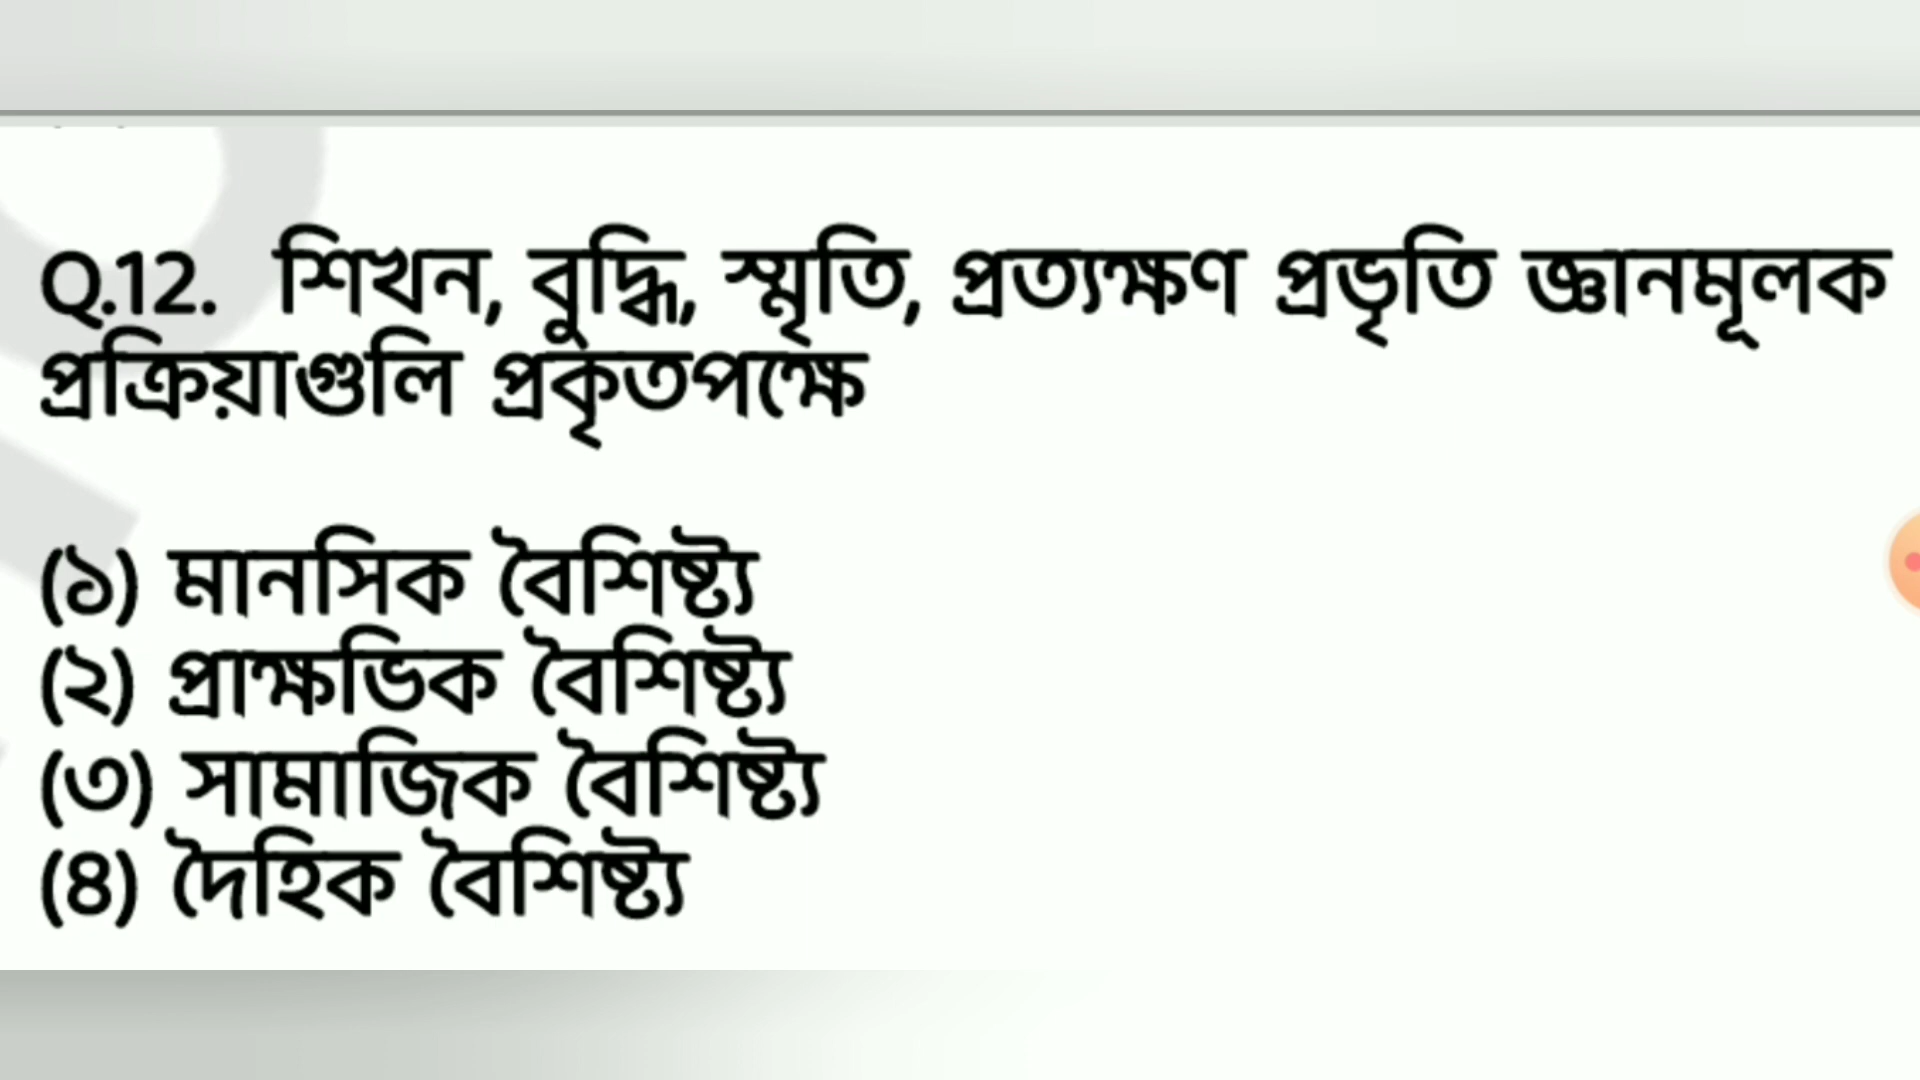 Q.12. শিখন, বুদ্ধি, স্মৃতি, প্রত্যক্ষণ প্রভৃতি জ্ঞানমূলক
প্রক্রিয়াগুলি প্রকৃতপক্ষে
(১) মানসিক বৈশিষ্ট্য
(২) প্রাক্ষভিক বৈশিষ্ট্য
(৩) সামাজিক বৈশিষ্ট্য
(৪) দৈহিক বৈশিষ্ট্য